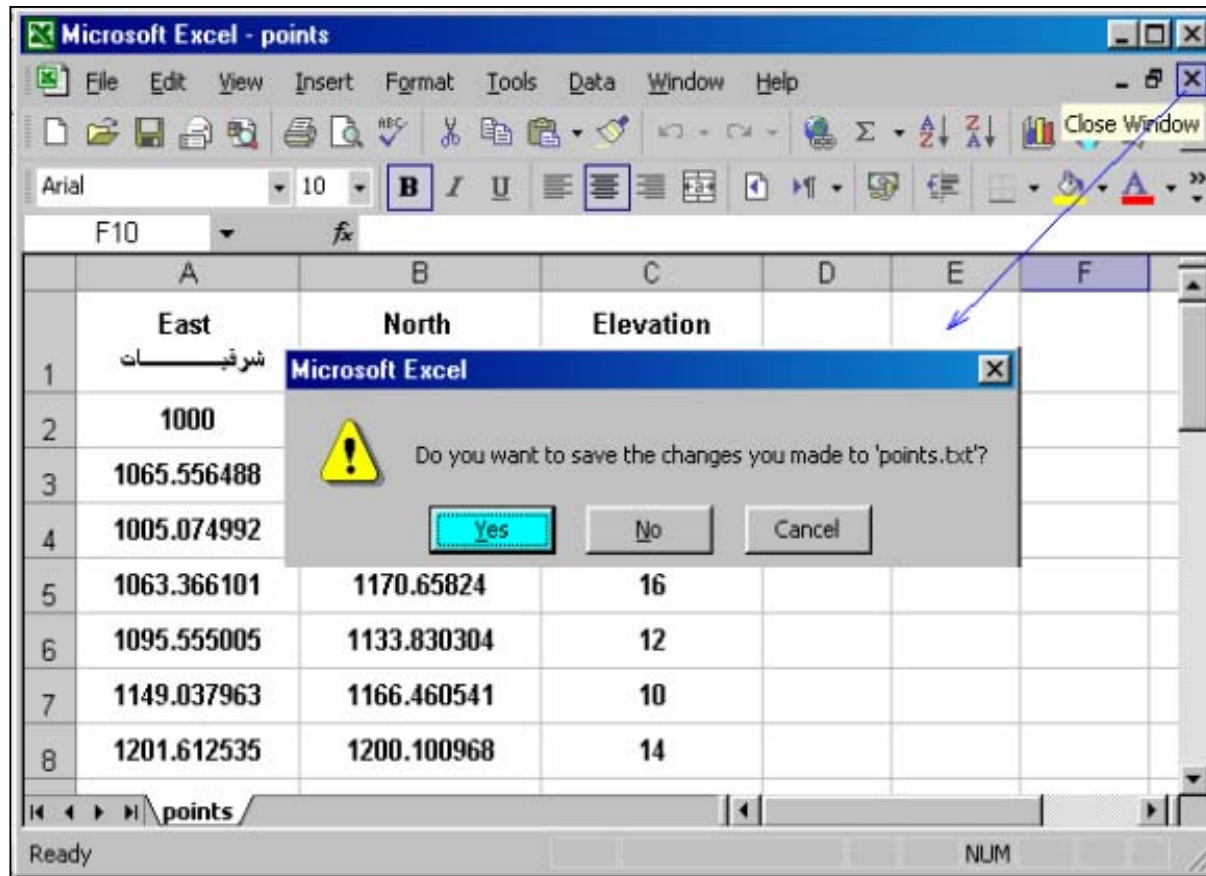 Microsoft Excel - points
File Edit View Insert Format Tools Data Window Help
ABC Σ A Z Z A Close Window
Arial 10 B I U A
F10 fx
A B C D E F
East North Elevation
1 شرقيـــــــات
Microsoft Excel
2 1000
Do you want to save the changes you made to 'points.txt'?
3 1065.556488
4 1005.074992
Yes No Cancel
5 1063.366101 1170.65824 16
6 1095.555005 1133.830304 12
7 1149.037963 1166.460541 10
8 1201.612535 1200.100968 14
points
Ready NUM